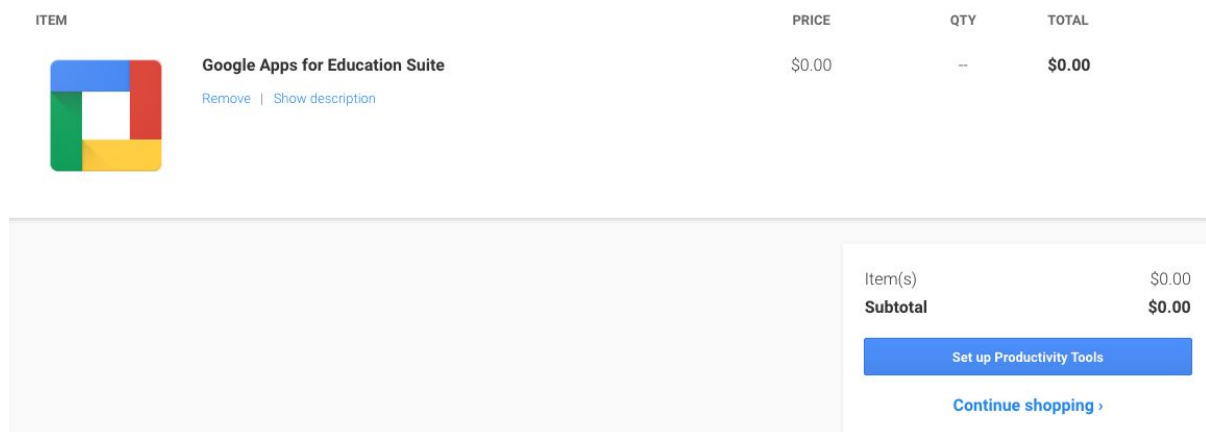 ITEM PRICE QTY TOTAL
Google Apps for Education Suite $0.00 -- $0.00
Remove | Show description
Item(s) $0.00
Subtotal $0.00
Set up Productivity Tools
Continue shopping ›